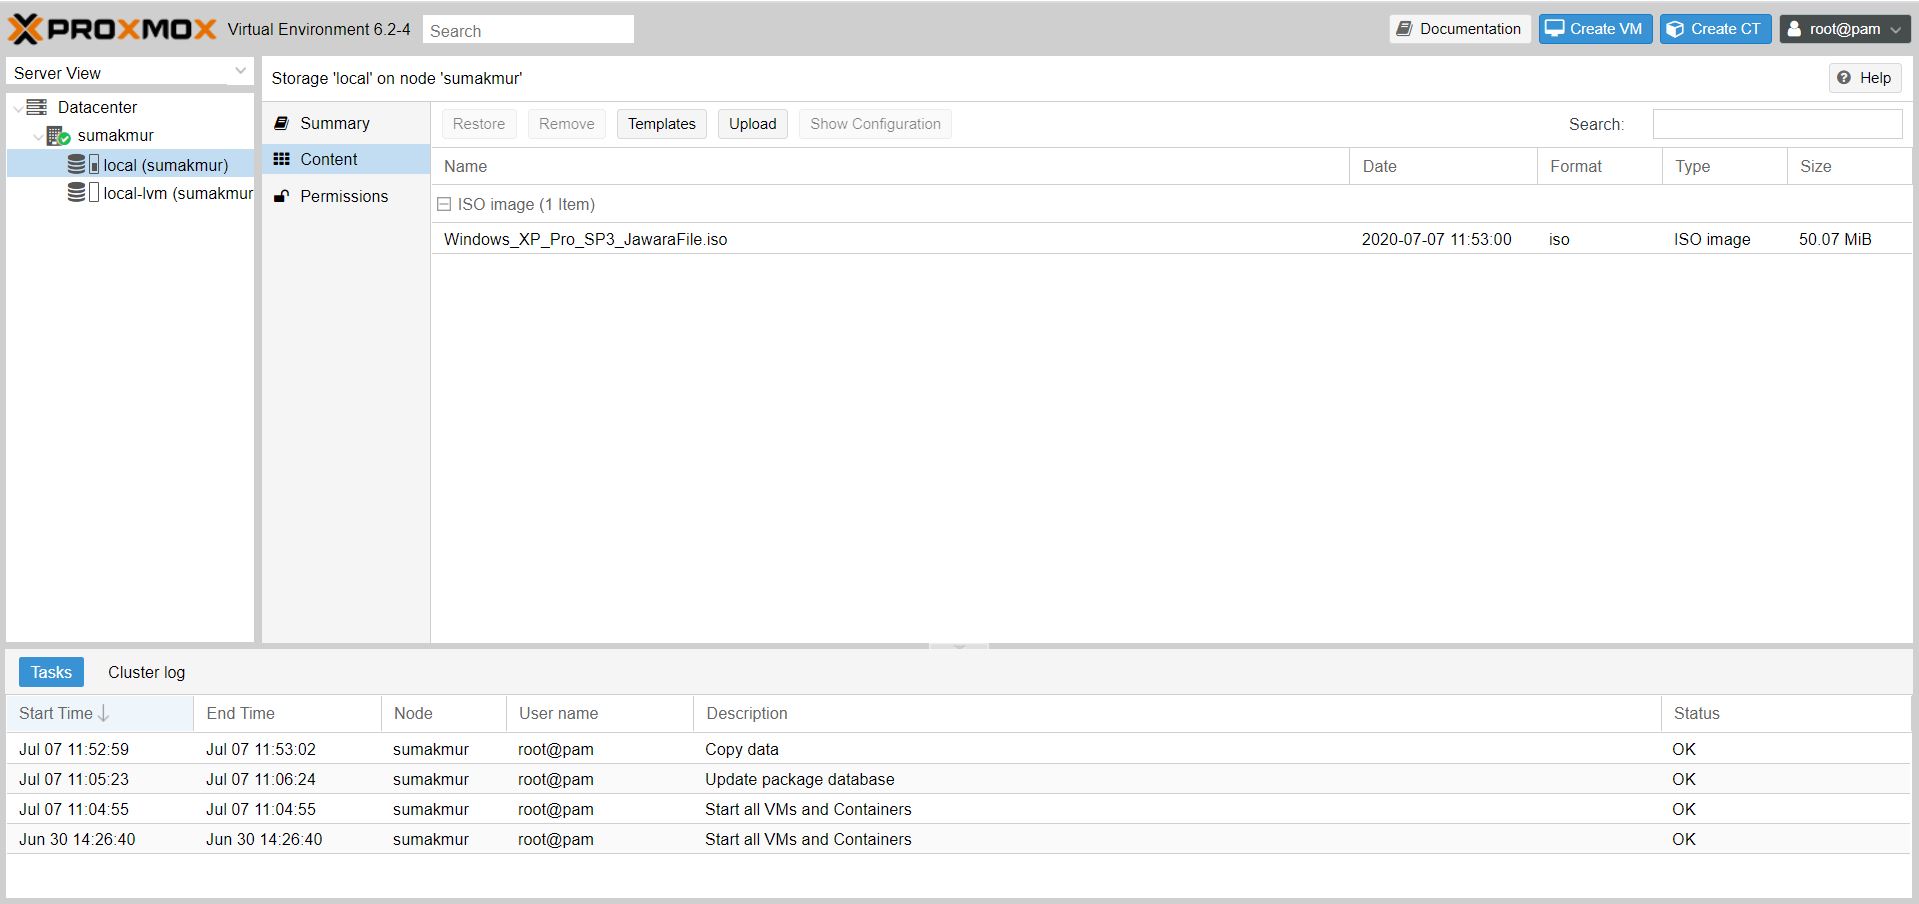 PROXMOX Virtual Environment 6.2-4 Search Documentation Create VM Create CT root@pam
Server View
Datacenter
sumakmur
local (sumakmur)
local-lvm (sumakmur
Storage 'local' on node 'sumakmur' Help
Summary
Content
Permissions
Restore Remove Templates Upload Show Configuration Search:
Name Date Format Type Size
ISO image (1 Item)
Windows_XP_Pro_SP3_JawaraFile.iso 2020-07-07 11:53:00 iso ISO image 50.07 MiB
Tasks Cluster log
Start Time End Time Node User name Description Status
Jul 07 11:52:59 Jul 07 11:53:02 sumakmur root@pam Copy data OK
Jul 07 11:05:23 Jul 07 11:06:24 sumakmur root@pam Update package database OK
Jul 07 11:04:55 Jul 07 11:04:55 sumakmur root@pam Start all VMs and Containers OK
Jun 30 14:26:40 Jun 30 14:26:40 sumakmur root@pam Start all VMs and Containers OK